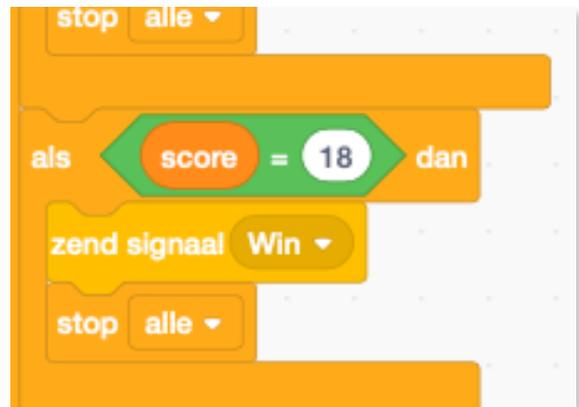 stop alle
als score = 18 dan
zend signaal Win
stop alle